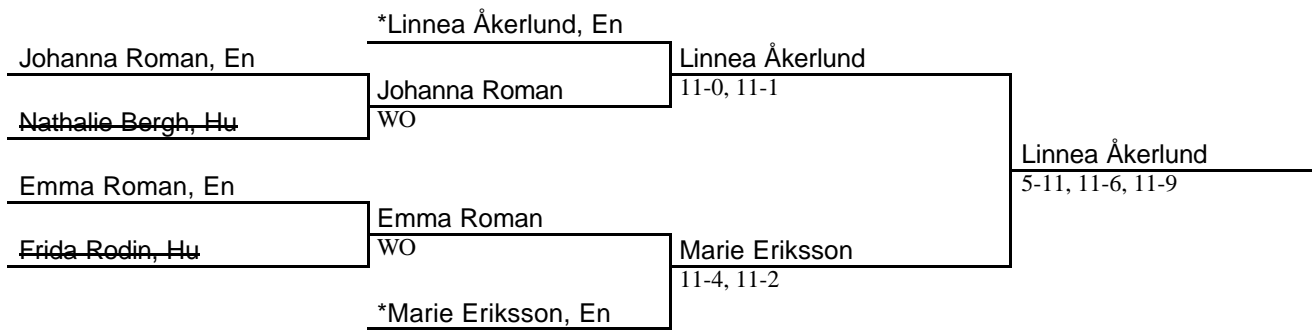 *Linnea Åkerlund, En
Johanna Roman, En
Linnea Åkerlund
11-0, 11-1
Johanna Roman
WO
Nathalie Bergh, Hu
Linnea Åkerlund
5-11, 11-6, 11-9
Emma Roman, En
Emma Roman
WO
Frida Rodin, Hu
Marie Eriksson
11-4, 11-2
*Marie Eriksson, En